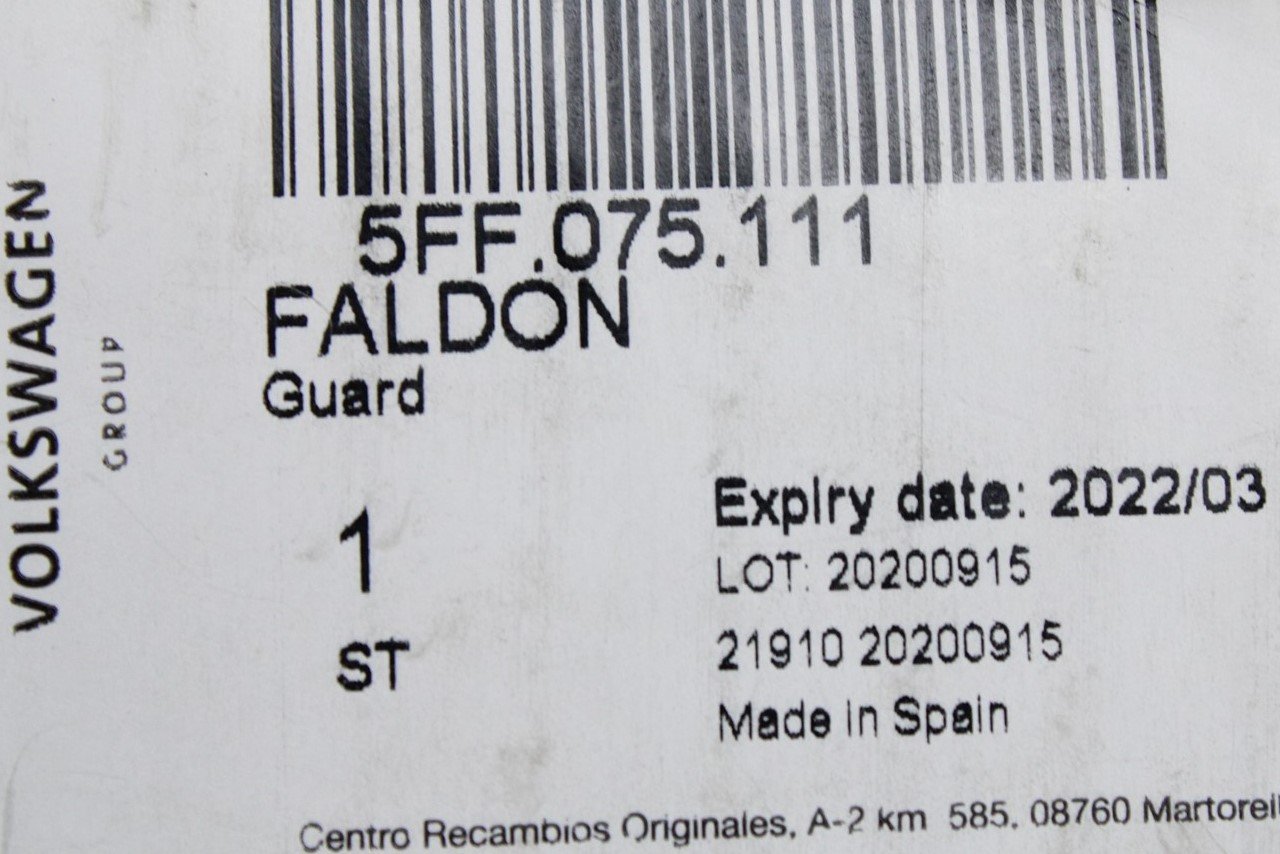 VOLKSWAGEN
GROUP
5FF.075.111
FALDÓN
Guard
1
ST
Expiry date: 2022/03
LOT: 20200915
21910 20200915
Made in Spain
Centro Recambios Originales, A-2 km 585. 08760 Martorell